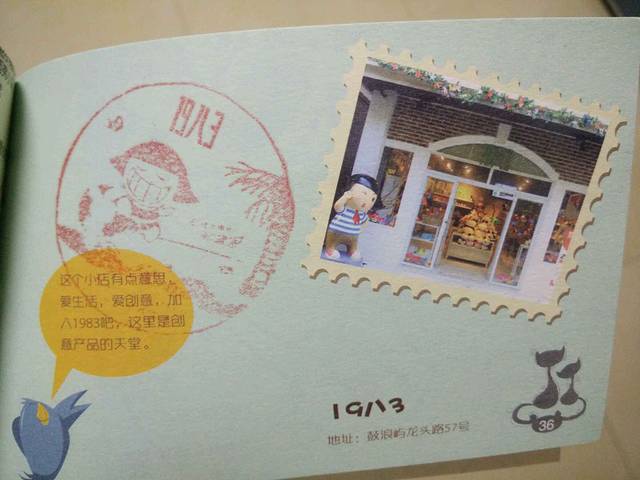 19八3
这个小店有点意思，
爱生活，爱创意，加
入1983吧，这里是创
意产品的天堂。
19八3
地址：鼓浪屿龙头路57号
36